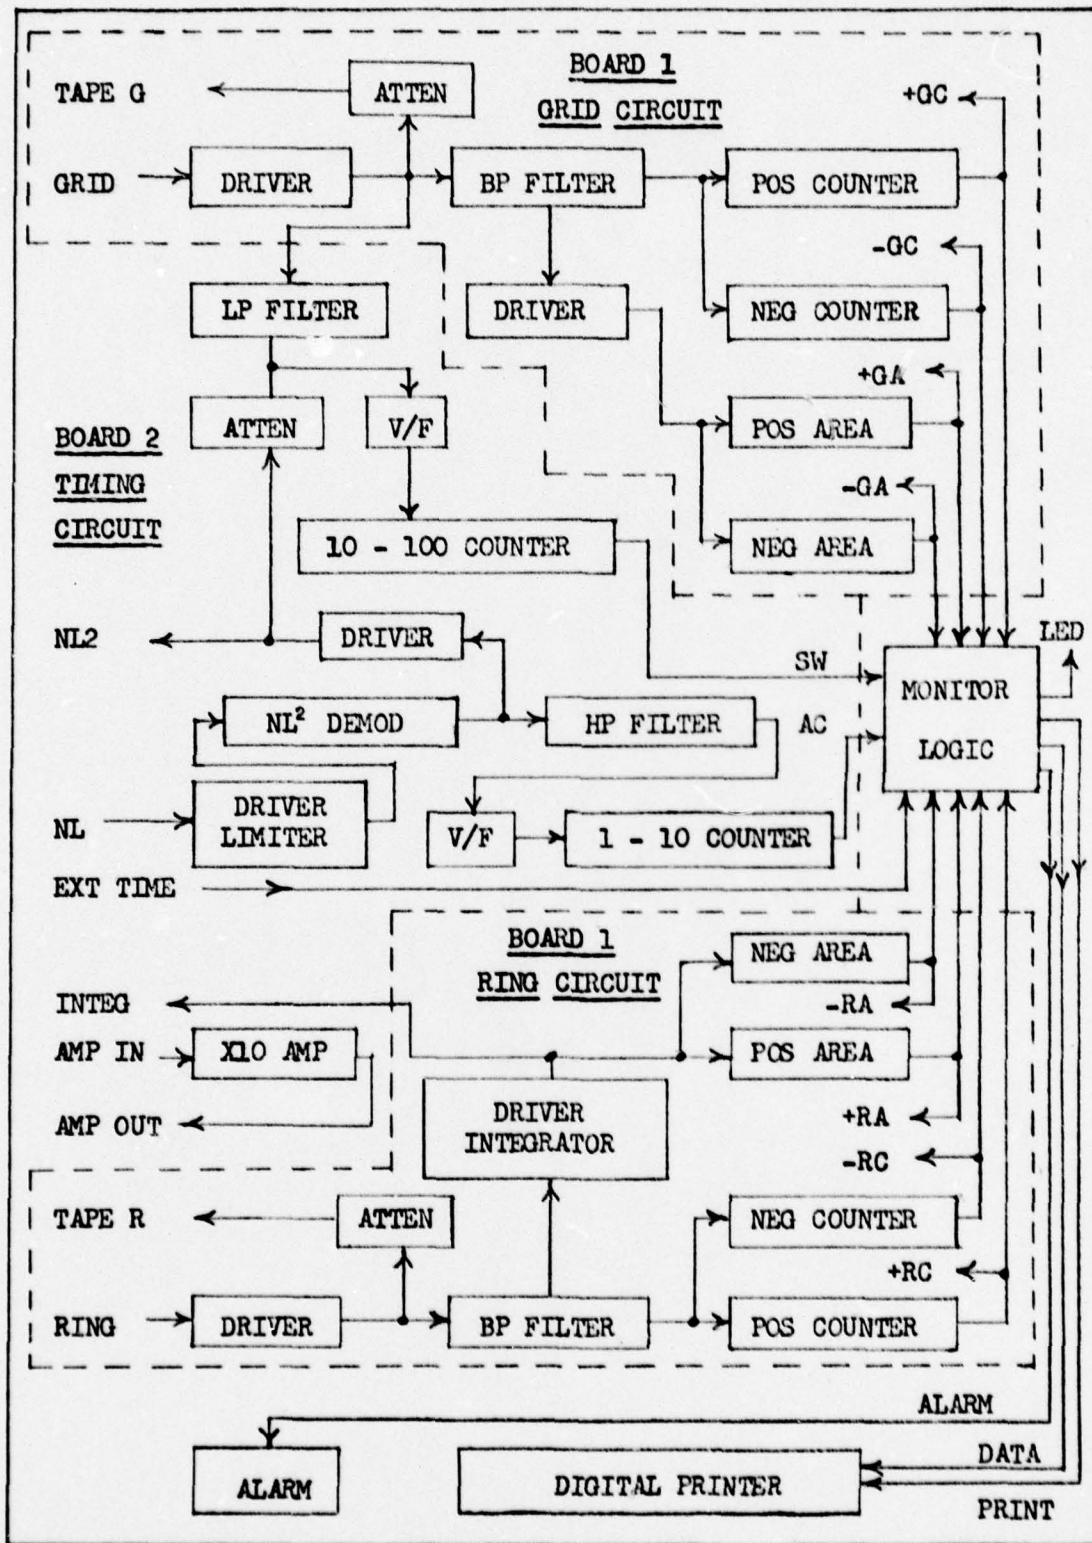 BOARD 1
GRID CIRCUIT
TAPE G
ATTEN
+GC
GRID
DRIVER
BP FILTER
POS COUNTER
-GC
LP FILTER
DRIVER
NEG COUNTER
+GA
BOARD 2
TIMING
CIRCUIT
ATTEN
V/F
POS AREA
-GA
10 - 100 COUNTER
NEG AREA
NL2
DRIVER
SW
LED
MONITOR
LOGIC
NL² DEMOD
HP FILTER
AC
NL
DRIVER
LIMITER
V/F
1 - 10 COUNTER
EXT TIME
BOARD 1
RING CIRCUIT
NEG AREA
INTEG
-RA
AMP IN
X10 AMP
POS AREA
AMP OUT
DRIVER
INTEGRATOR
+RA
-RC
TAPE R
ATTEN
NEG COUNTER
+RC
RING
DRIVER
BP FILTER
POS COUNTER
ALARM
ALARM
DIGITAL PRINTER
DATA
PRINT